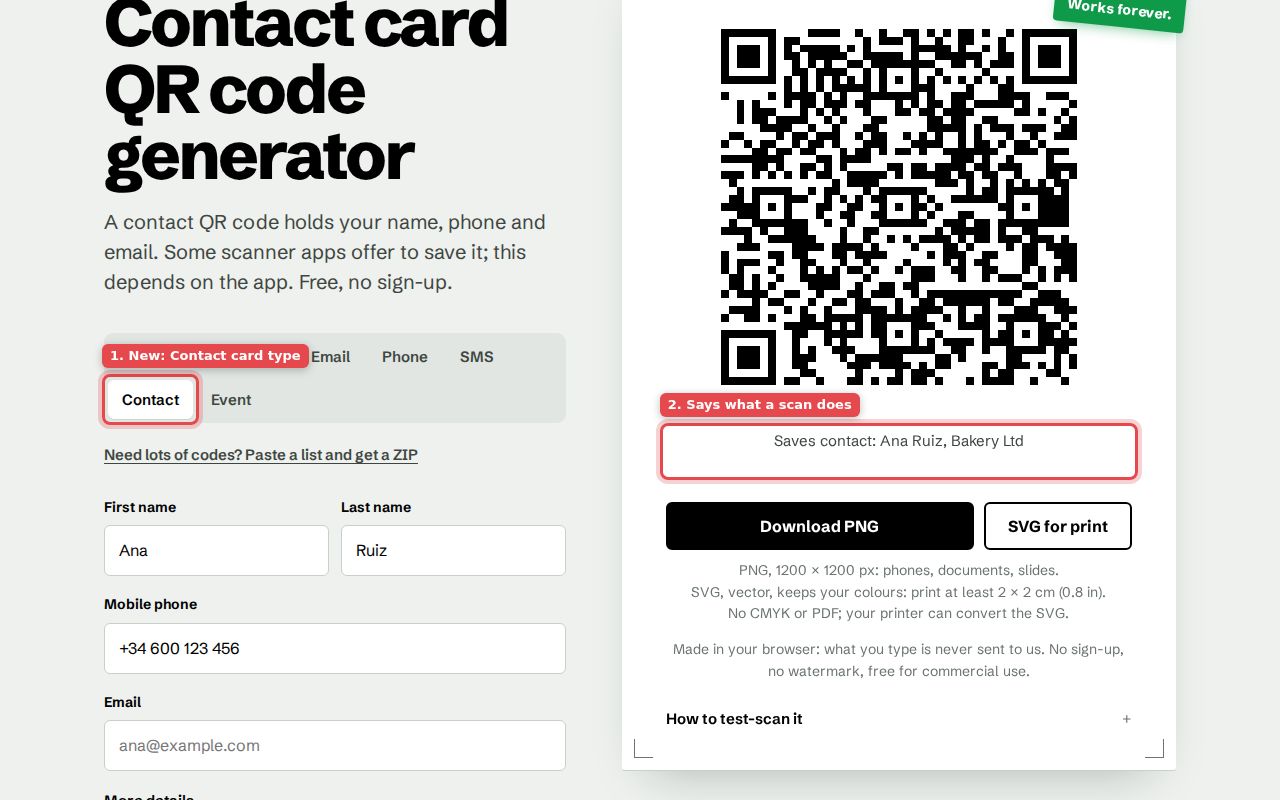 Contact card
QR code
generator
A contact QR code holds your name, phone and
email. Some scanner apps offer to save it; this
depends on the app. Free, no sign-up.
1. New: Contact card type
Email
Phone
SMS
Contact
Event
Need lots of codes? Paste a list and get a ZIP
First name
Last name
Ana
Ruiz
Mobile phone
+34 600 123 456
Email
ana@example.com
More details
Works forever.
2. Says what a scan does
Saves contact: Ana Ruiz, Bakery Ltd
Download PNG
SVG for print
PNG, 1200 × 1200 px: phones, documents, slides.
SVG, vector, keeps your colours: print at least 2 × 2 cm (0.8 in).
No CMYK or PDF; your printer can convert the SVG.
Made in your browser: what you type is never sent to us. No sign-up,
no watermark, free for commercial use.
How to test-scan it
+